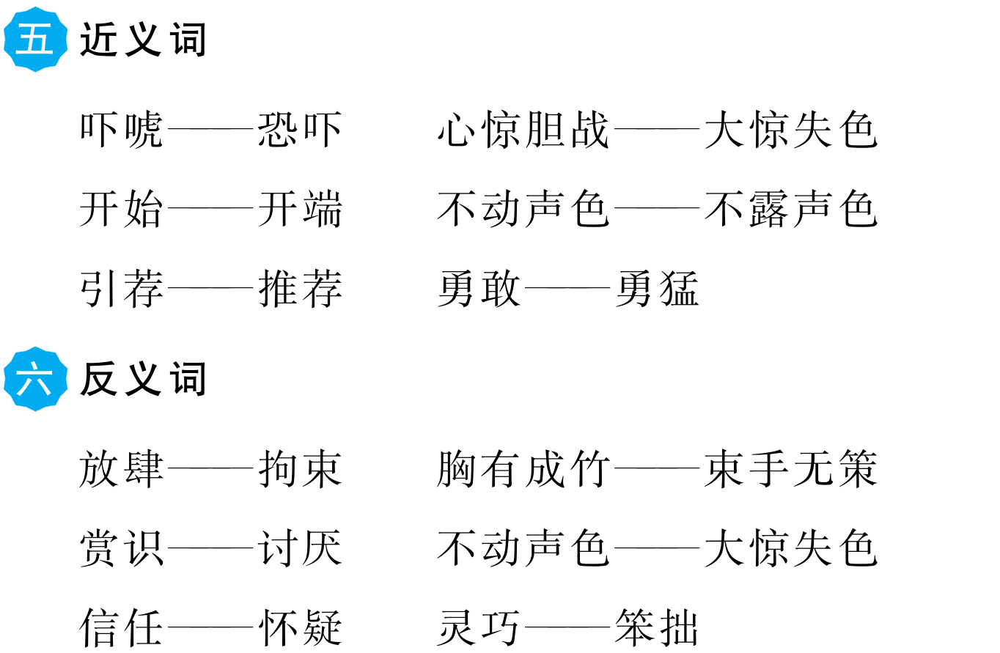 五 近义词
吓唬——恐吓 心惊胆战——大惊失色
开始——开端 不动声色——不露声色
引荐——推荐 勇敢——勇猛
六 反义词
放肆——拘束 胸有成竹——束手无策
赏识——讨厌 不动声色——大惊失色
信任——怀疑 灵巧——笨拙